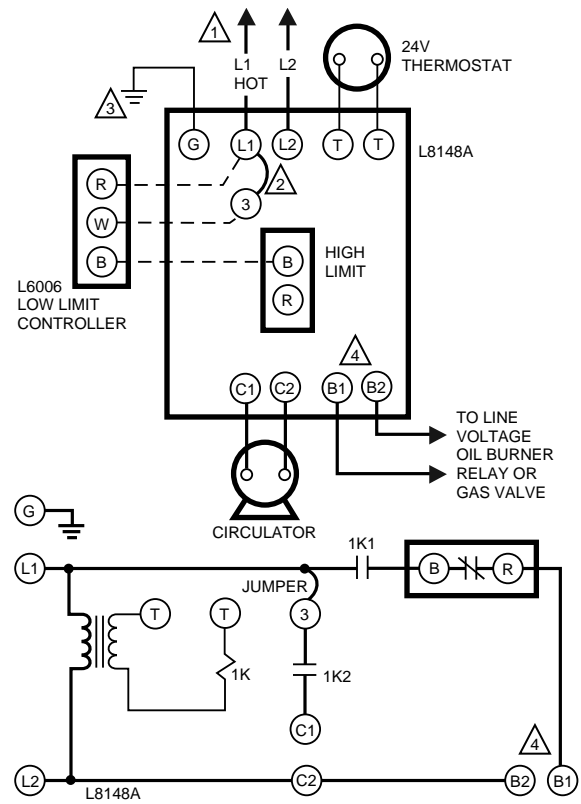 1
L1
HOT
L2
24V
THERMOSTAT
3
G
L1
L2
T
T
L8148A
2
3
R
W
B
L6006
LOW LIMIT
CONTROLLER
B
R
HIGH
LIMIT
4
C1
C2
B1
B2
TO LINE
VOLTAGE
OIL BURNER
RELAY OR
GAS VALVE
CIRCULATOR
G
L1
1K1
B
R
JUMPER
T
T
3
1K
1K2
C1
4
L2
C2
B2
B1
L8148A